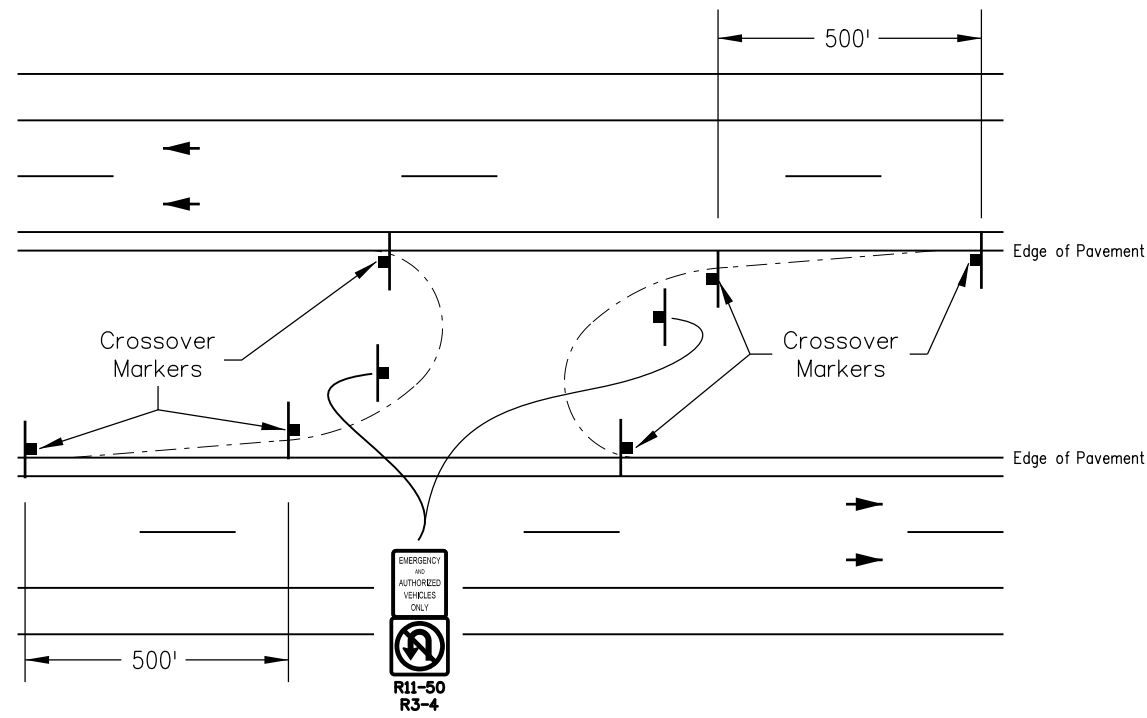 500'
Edge of Pavement
Crossover
Markers
Crossover
Markers
Edge of Pavement
EMERGENCY
AND
AUTHORIZED
VEHICLES
ONLY
500'
R11-50
R3-4